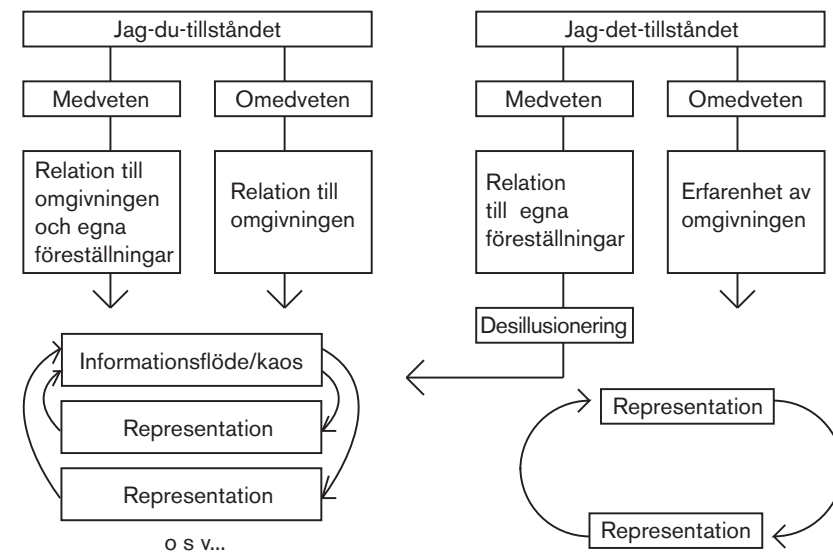 Jag-du-tillståndet
Medveten
Omedveten
Relation till
omgivningen
och egna
föreställningar
Relation till
omgivningen
Informationsflöde/kaos
Representation
Representation
o s v...
Jag-det-tillståndet
Medveten
Omedveten
Relation
till egna
föreställningar
Erfarenhet av
omgivningen
Desillusionering
Representation
Representation